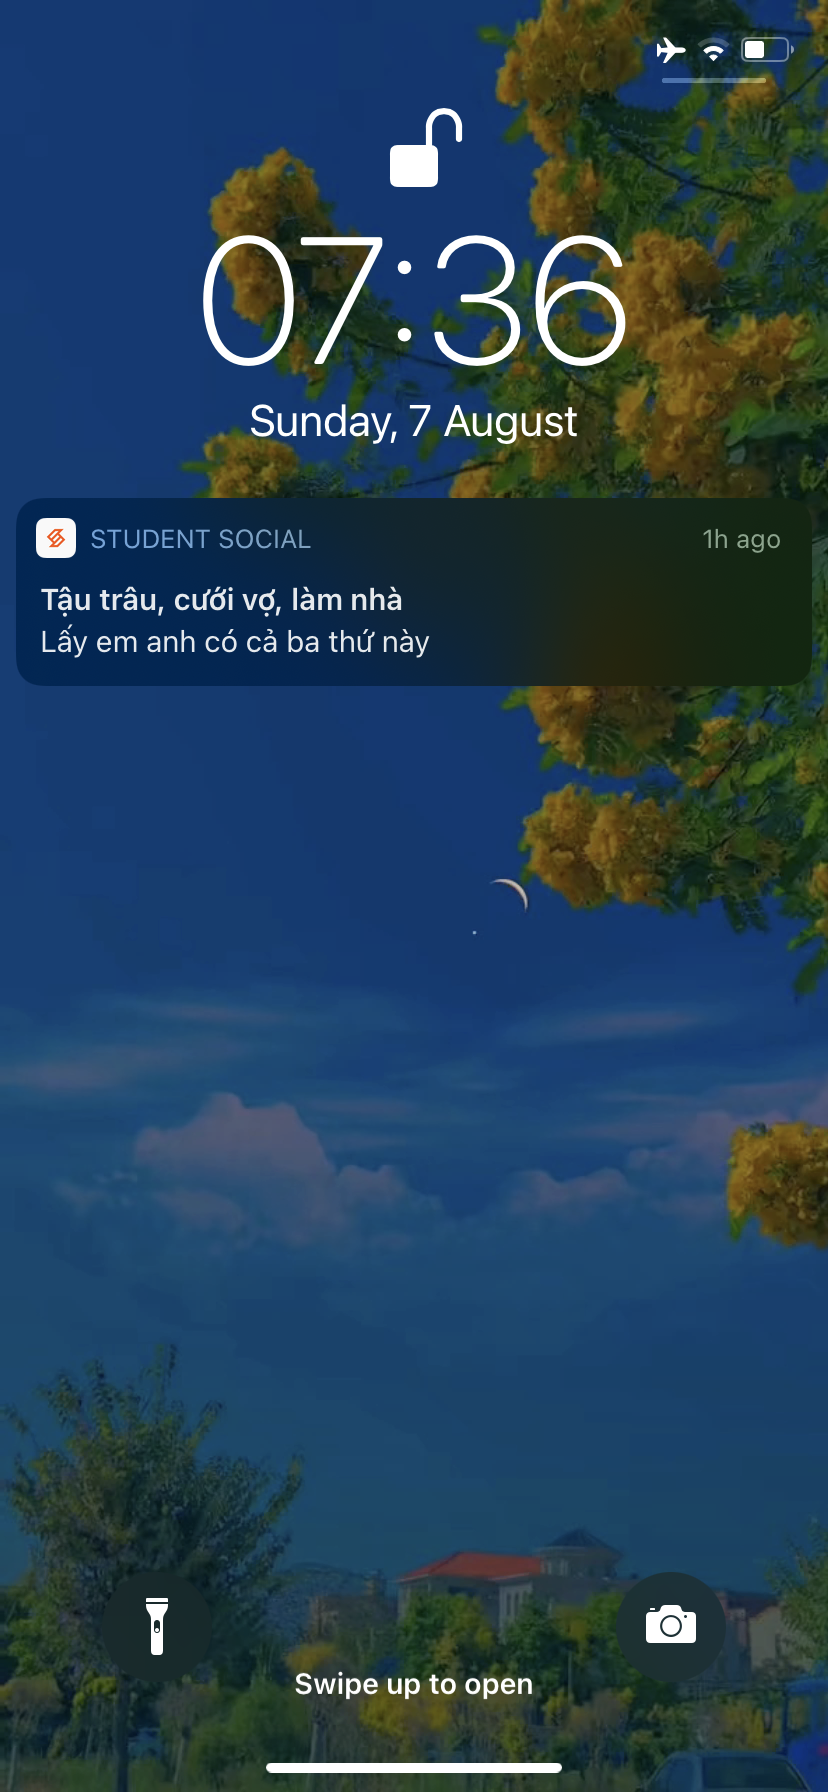 07:36
Sunday, 7 August
STUDENT SOCIAL 1h ago
Tậu trâu, cưới vợ, làm nhà
Lấy em anh có cả ba thứ này
Swipe up to open